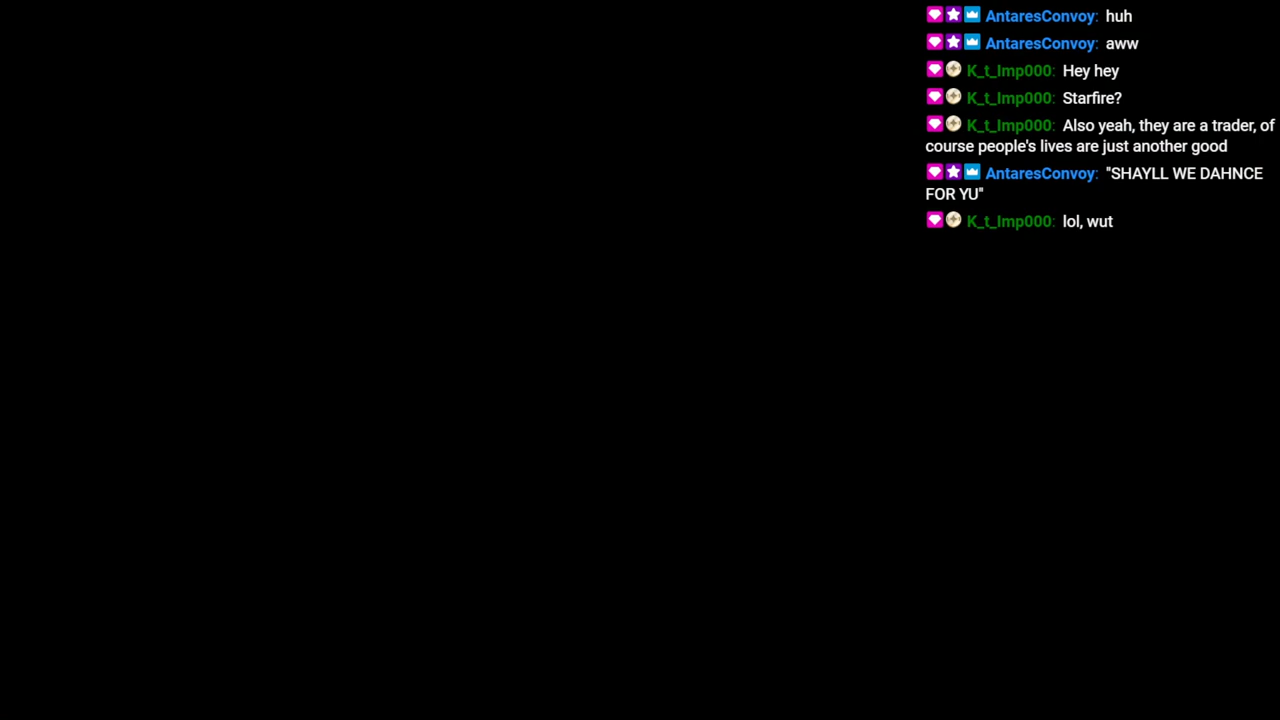 AntaresConvoy: huh
AntaresConvoy: aww
K_t_Imp000: Hey hey
K_t_Imp000: Starfire?
K_t_Imp000: Also yeah, they are a trader, of
course people's lives are just another good
AntaresConvoy: "SHAYLL WE DAHNCE
FOR YU"
K_t_Imp000: lol, wut